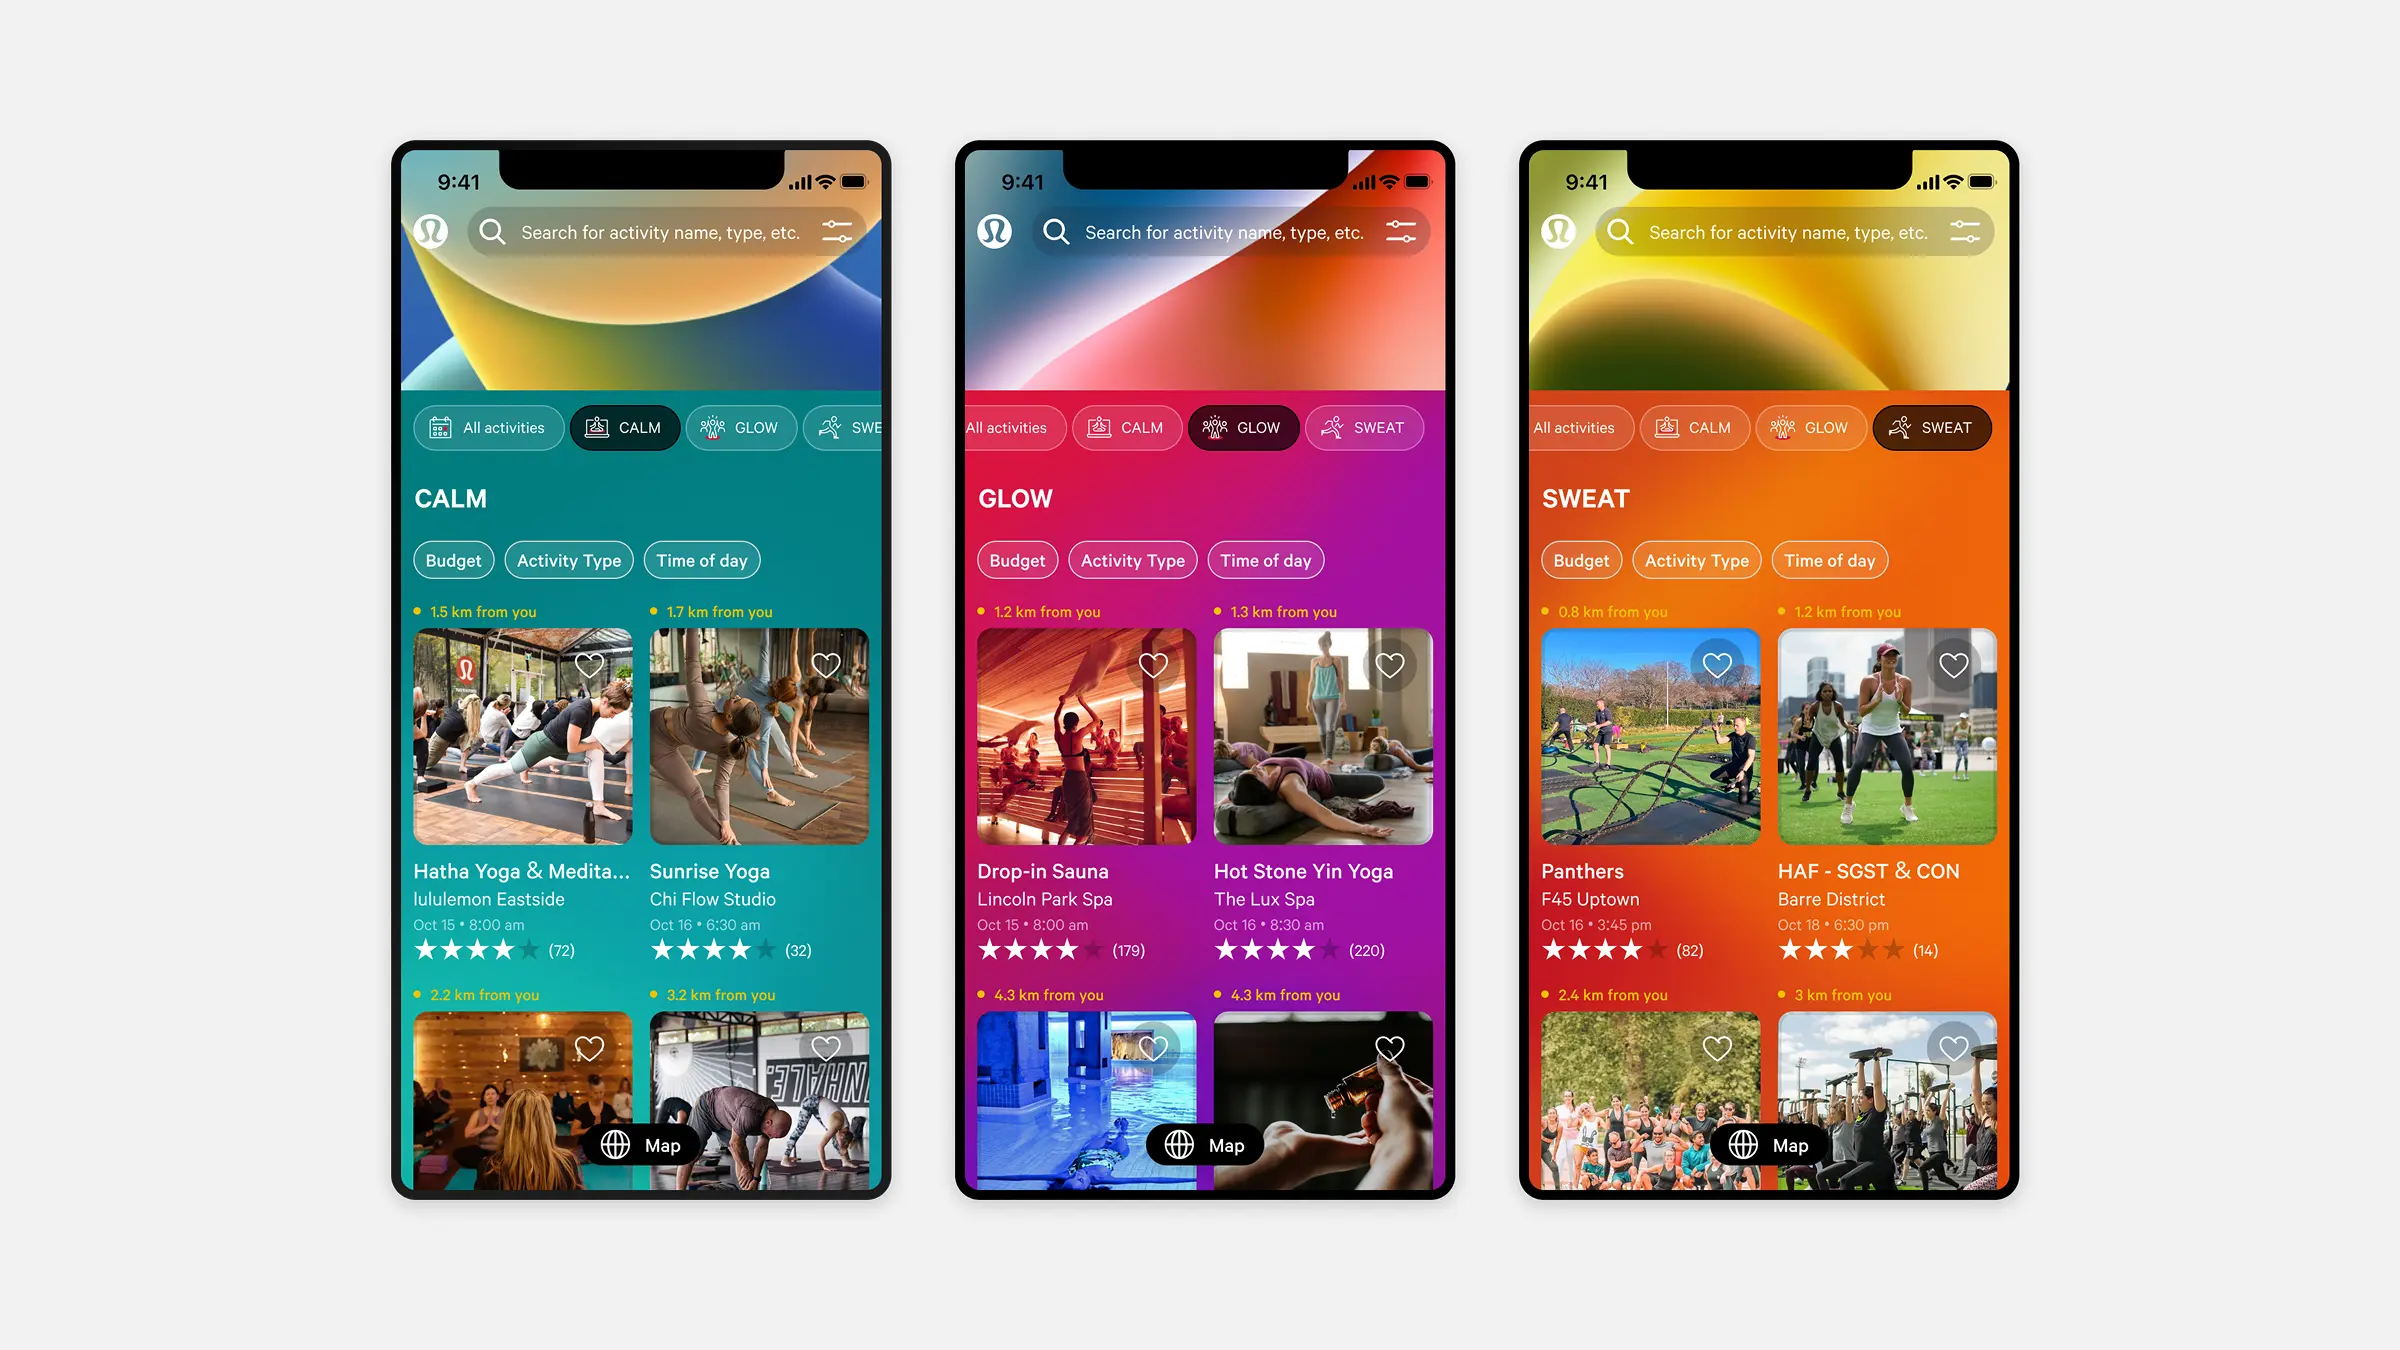 9:41
Search for activity name, type, etc.
All activities
CALM
GLOW
SWE
CALM
Budget
Activity Type
Time of day
1.5 km from you
1.7 km from you
Hatha Yoga & Medita...
lululemon Eastside
Oct 15 • 8:00 am
(72)
Sunrise Yoga
Chi Flow Studio
Oct 16 • 6:30 am
(32)
2.2 km from you
3.2 km from you
NHALE:
Map
9:41
Search for activity name, type, etc.
All activities
CALM
GLOW
SWEAT
GLOW
Budget
Activity Type
Time of day
1.2 km from you
1.3 km from you
Drop-in Sauna
Lincoln Park Spa
Oct 15 • 8:00 am
(179)
Hot Stone Yin Yoga
The Lux Spa
Oct 16 • 8:30 am
(220)
4.3 km from you
4.3 km from you
Map
9:41
Search for activity name, type, etc.
All activities
CALM
GLOW
SWEAT
SWEAT
Budget
Activity Type
Time of day
0.8 km from you
1.2 km from you
Panthers
F45 Uptown
Oct 16 • 3:45 pm
(82)
HAF - SGST & CON
Barre District
Oct 18 • 6:30 pm
(14)
2.4 km from you
3 km from you
Map